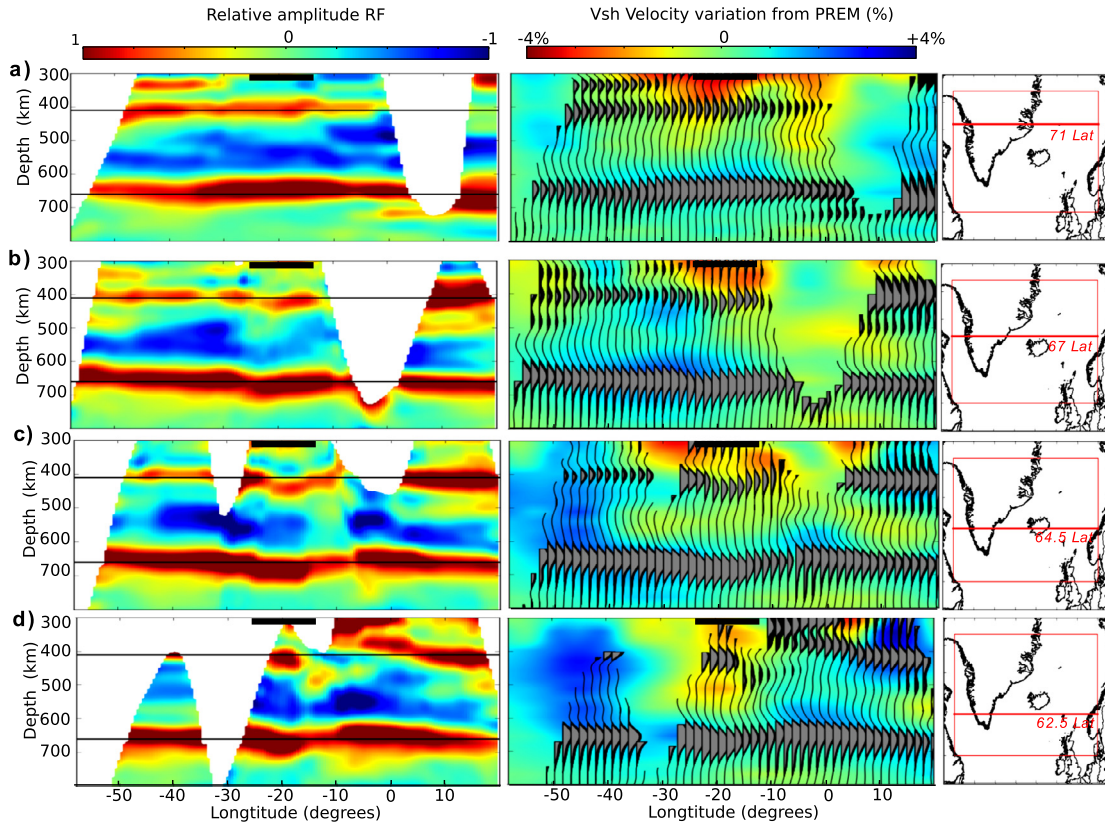 Relative amplitude RF
Vsh Velocity variation from PREM (%)
1 0 -1
-4% 0 +4%
a)
300
400
500
600
700
Depth (km)
71 Lat
b)
300
400
500
600
700
Depth (km)
67 Lat
c)
300
400
500
600
700
Depth (km)
64.5 Lat
d)
300
400
500
600
700
Depth (km)
62.5 Lat
-50 -40 -30 -20 -10 0 10
-50 -40 -30 -20 -10 0 10
Longtitude (degrees)
Longtitude (degrees)